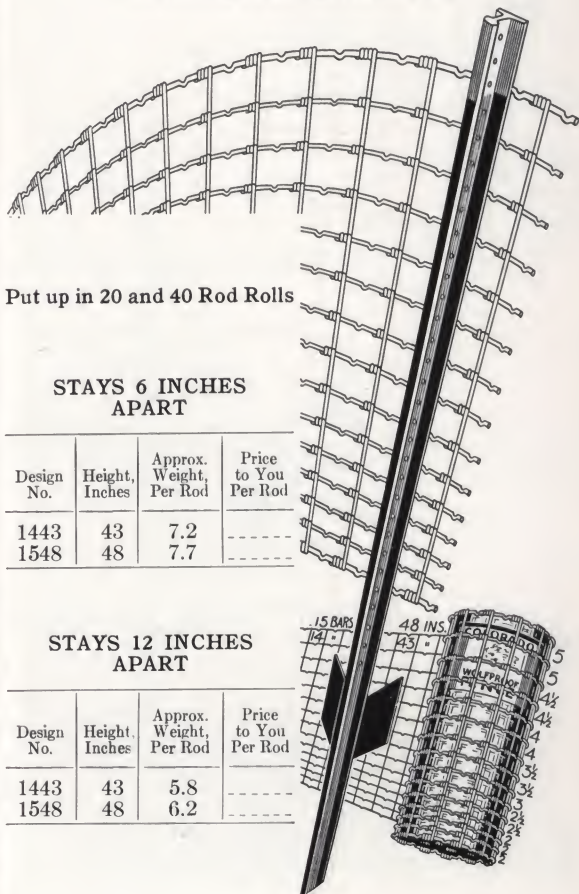 Put up in 20 and 40 Rod Rolls
STAYS 6 INCHES
APART
Design No. Height, Inches Approx. Weight, Per Rod Price to You Per Rod
1443 43 7.2 ------
1548 48 7.7 ------
STAYS 12 INCHES
APART
Design No. Height, Inches Approx. Weight, Per Rod Price to You Per Rod
1443 43 5.8 ------
1548 48 6.2 ------
15 BARS 48 INS.
14 " 43 "
COLORADO
WOLFPROOF
5
5
4½
4½
4
4
3½
3½
3
2½
2½
2
2
2